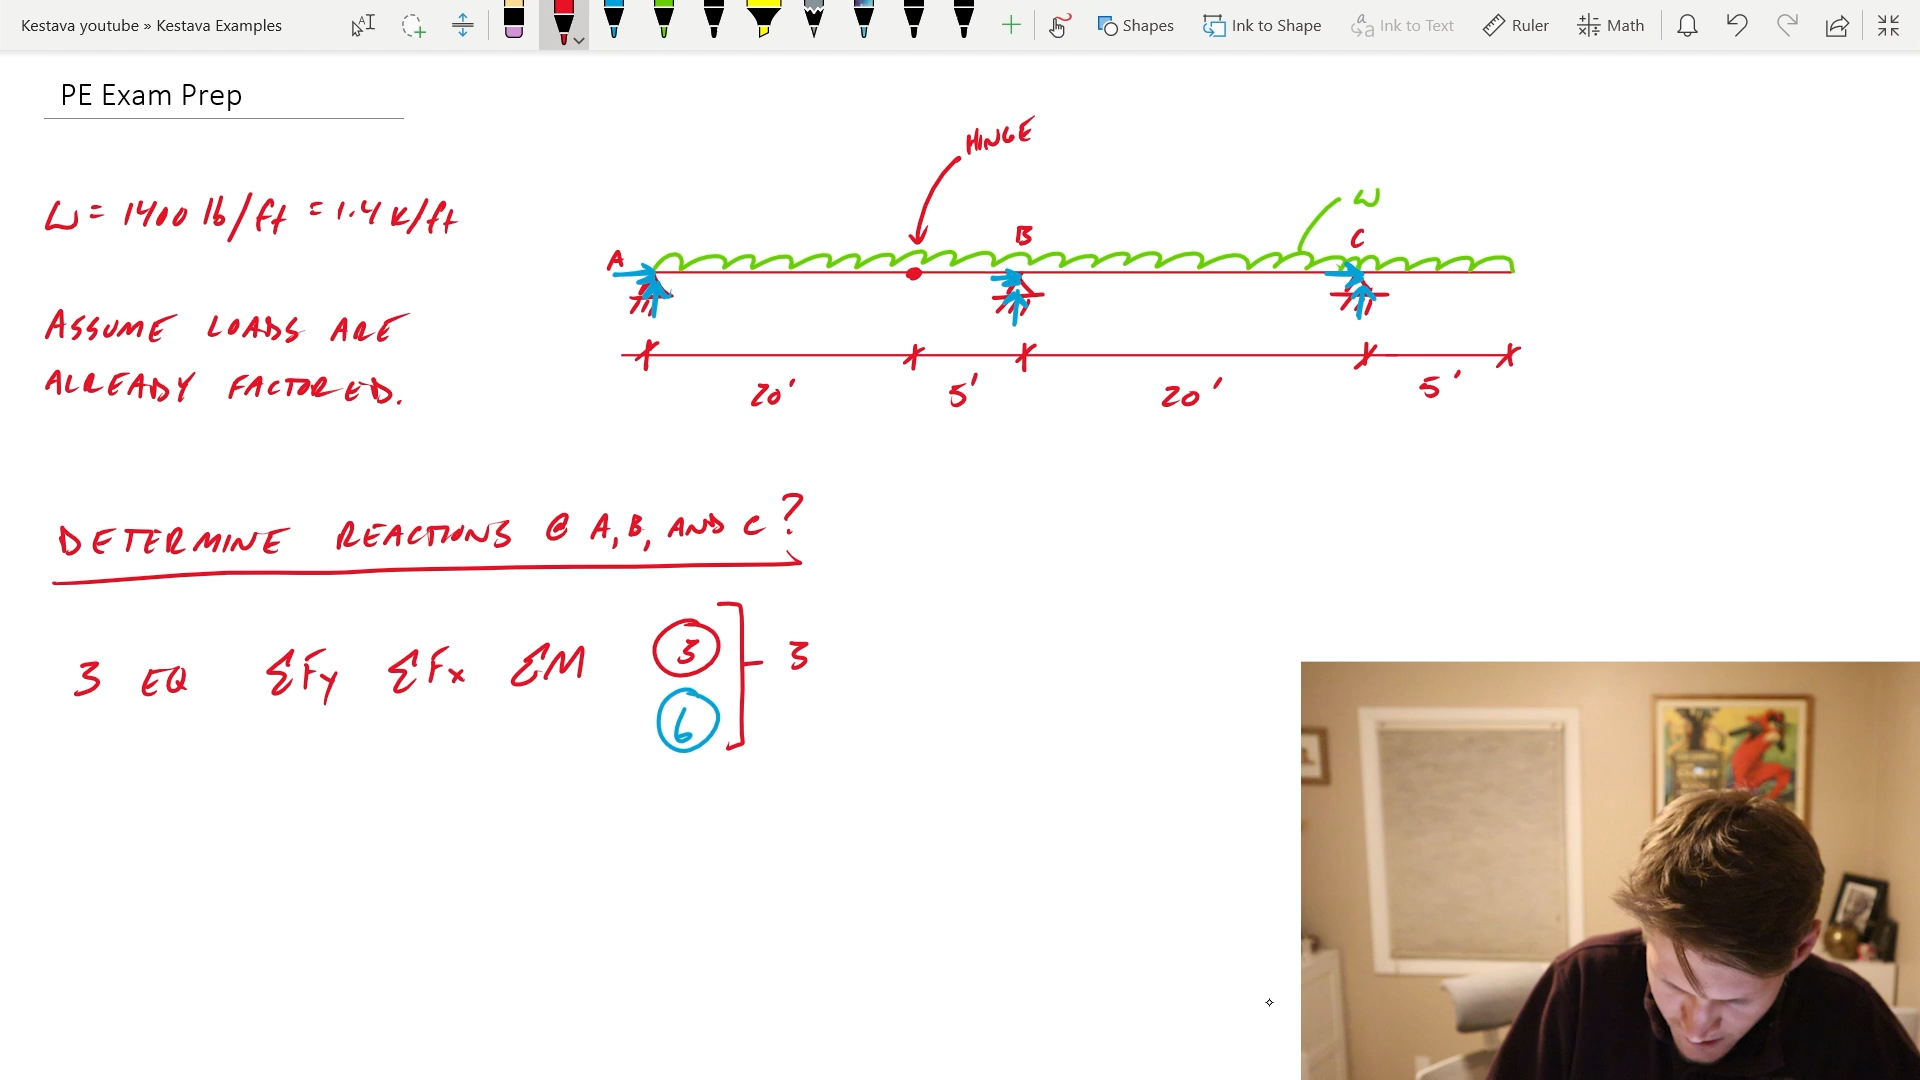 Kestava youtube » Kestava Examples
Shapes
Ink to Shape
Ink to Text
Ruler
Math
PE Exam Prep
HINGE
W = 1400 lb/ft = 1.4 k/ft
W
A
B
C
ASSUME LOADS ARE
ALREADY FACTORED.
20' 5' 20' 5'
DETERMINE REACTIONS @ A, B, AND C?
3 EQ ΣFy ΣFx ΣM 3 3
6